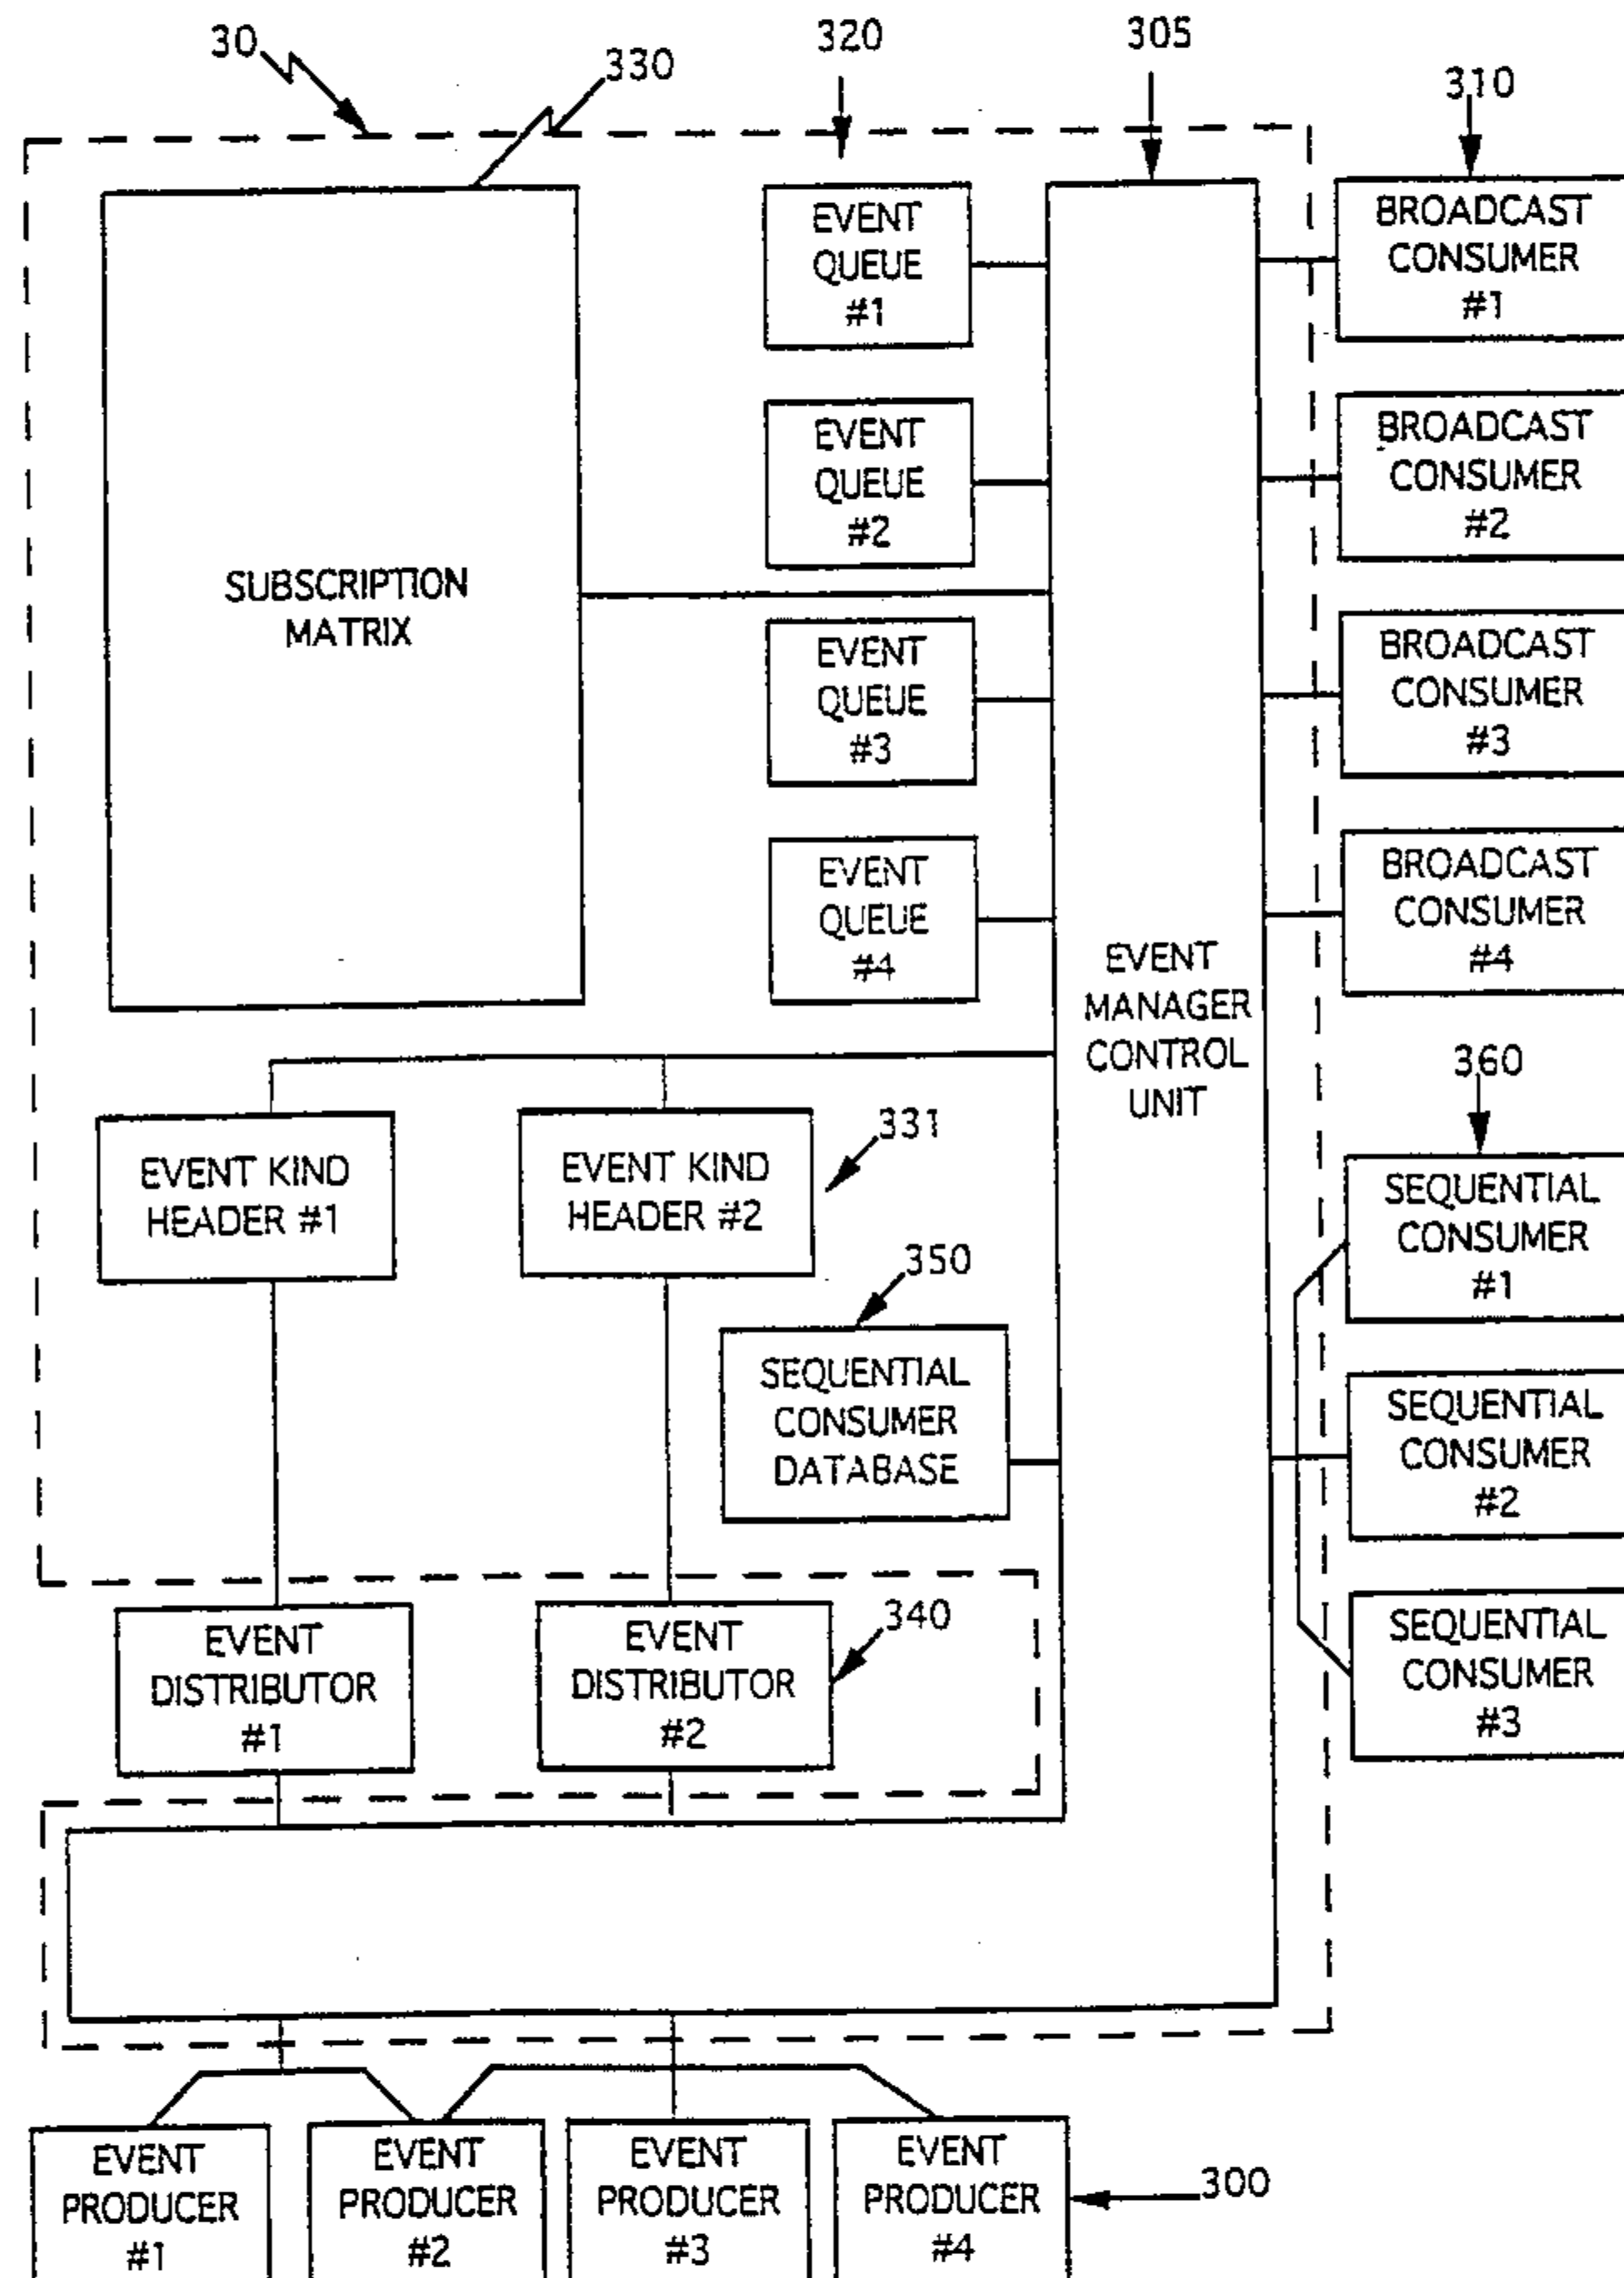 30
330
320
305
310
SUBSCRIPTION
MATRIX
EVENT
QUEUE
#1
EVENT
QUEUE
#2
EVENT
QUEUE
#3
EVENT
QUEUE
#4
EVENT
MANAGER
CONTROL
UNIT
BROADCAST
CONSUMER
#1
BROADCAST
CONSUMER
#2
BROADCAST
CONSUMER
#3
BROADCAST
CONSUMER
#4
360
SEQUENTIAL
CONSUMER
#1
SEQUENTIAL
CONSUMER
#2
SEQUENTIAL
CONSUMER
#3
EVENT KIND
HEADER #1
EVENT KIND
HEADER #2
331
350
SEQUENTIAL
CONSUMER
DATABASE
EVENT
DISTRIBUTOR
#1
EVENT
DISTRIBUTOR
#2
340
EVENT
PRODUCER
#1
EVENT
PRODUCER
#2
EVENT
PRODUCER
#3
EVENT
PRODUCER
#4
300